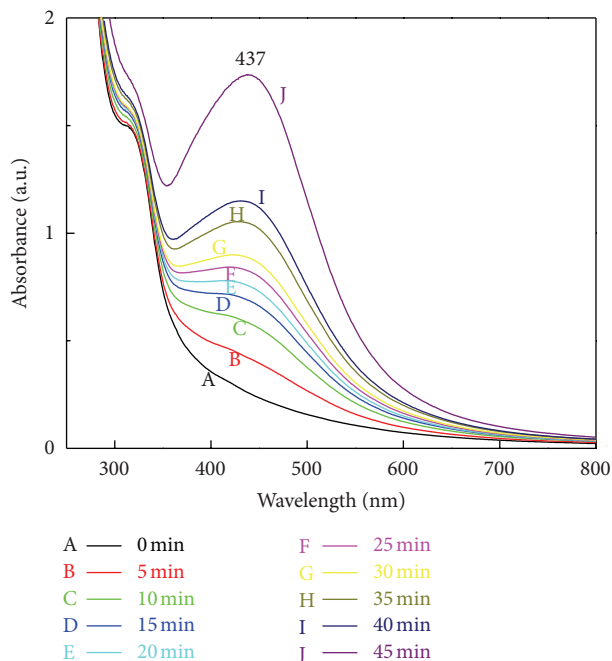 2
437
J
I
H
G
F
E
D
C
B
A
1
0
Absorbance (a.u.)
300 400 500 600 700 800
Wavelength (nm)
A 0 min
B 5 min
C 10 min
D 15 min
E 20 min
F 25 min
G 30 min
H 35 min
I 40 min
J 45 min